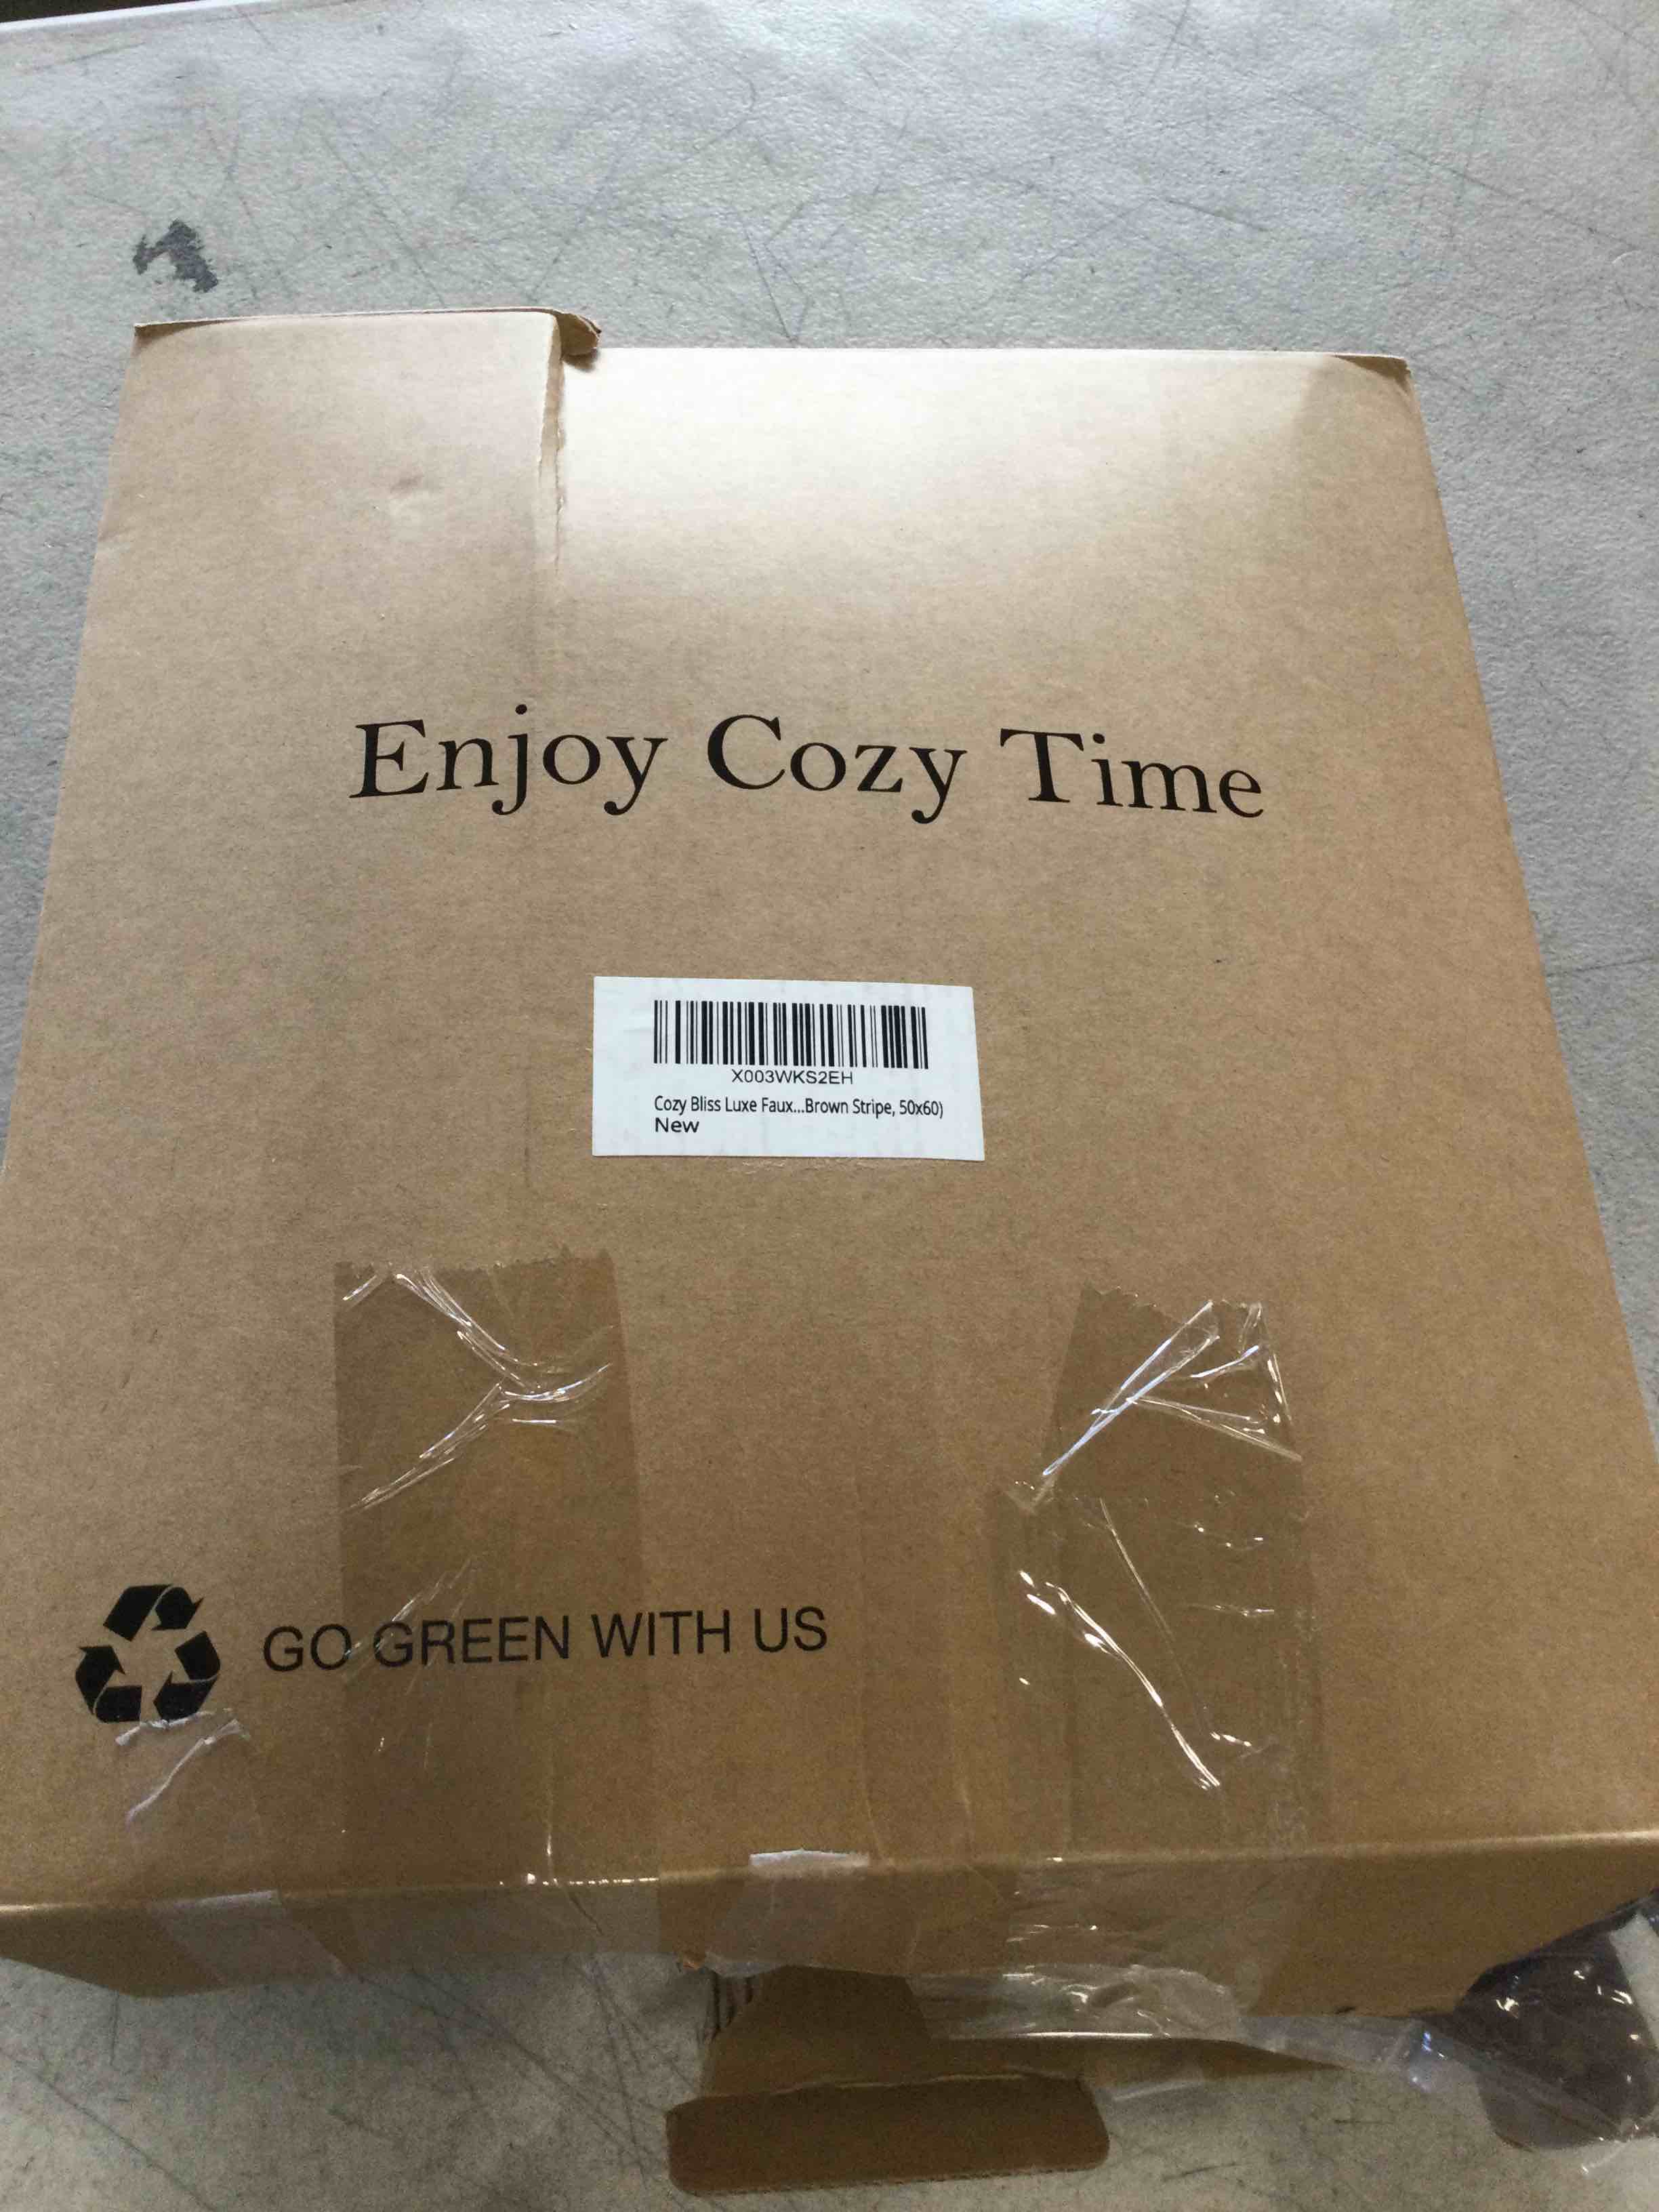 Enjoy Cozy Time
X003WKS2EH
Cozy Bliss Luxe Faux...Brown Stripe, 50x60)
New
GO GREEN WITH US